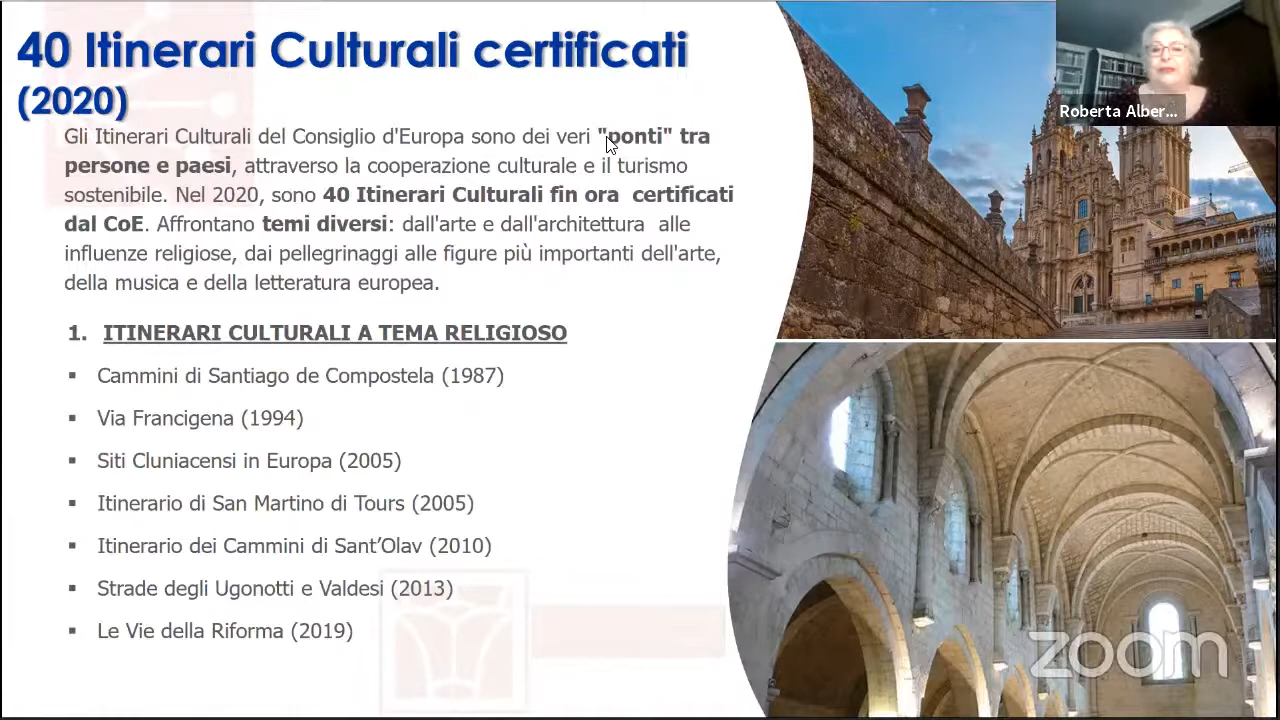 40 Itinerari Culturali certificati
(2020)
Gli Itinerari Culturali del Consiglio d'Europa sono dei veri "ponti" tra
persone e paesi, attraverso la cooperazione culturale e il turismo
sostenibile. Nel 2020, sono 40 Itinerari Culturali fin ora certificati
dal CoE. Affrontano temi diversi: dall'arte e dall'architettura alle
influenze religiose, dai pellegrinaggi alle figure più importanti dell'arte,
della musica e della letteratura europea.
1. ITINERARI CULTURALI A TEMA RELIGIOSO
▪ Cammini di Santiago de Compostela (1987)
▪ Via Francigena (1994)
▪ Siti Cluniacensi in Europa (2005)
▪ Itinerario di San Martino di Tours (2005)
▪ Itinerario dei Cammini di Sant’Olav (2010)
▪ Strade degli Ugonotti e Valdesi (2013)
▪ Le Vie della Riforma (2019)
Roberta Alber...
zoom